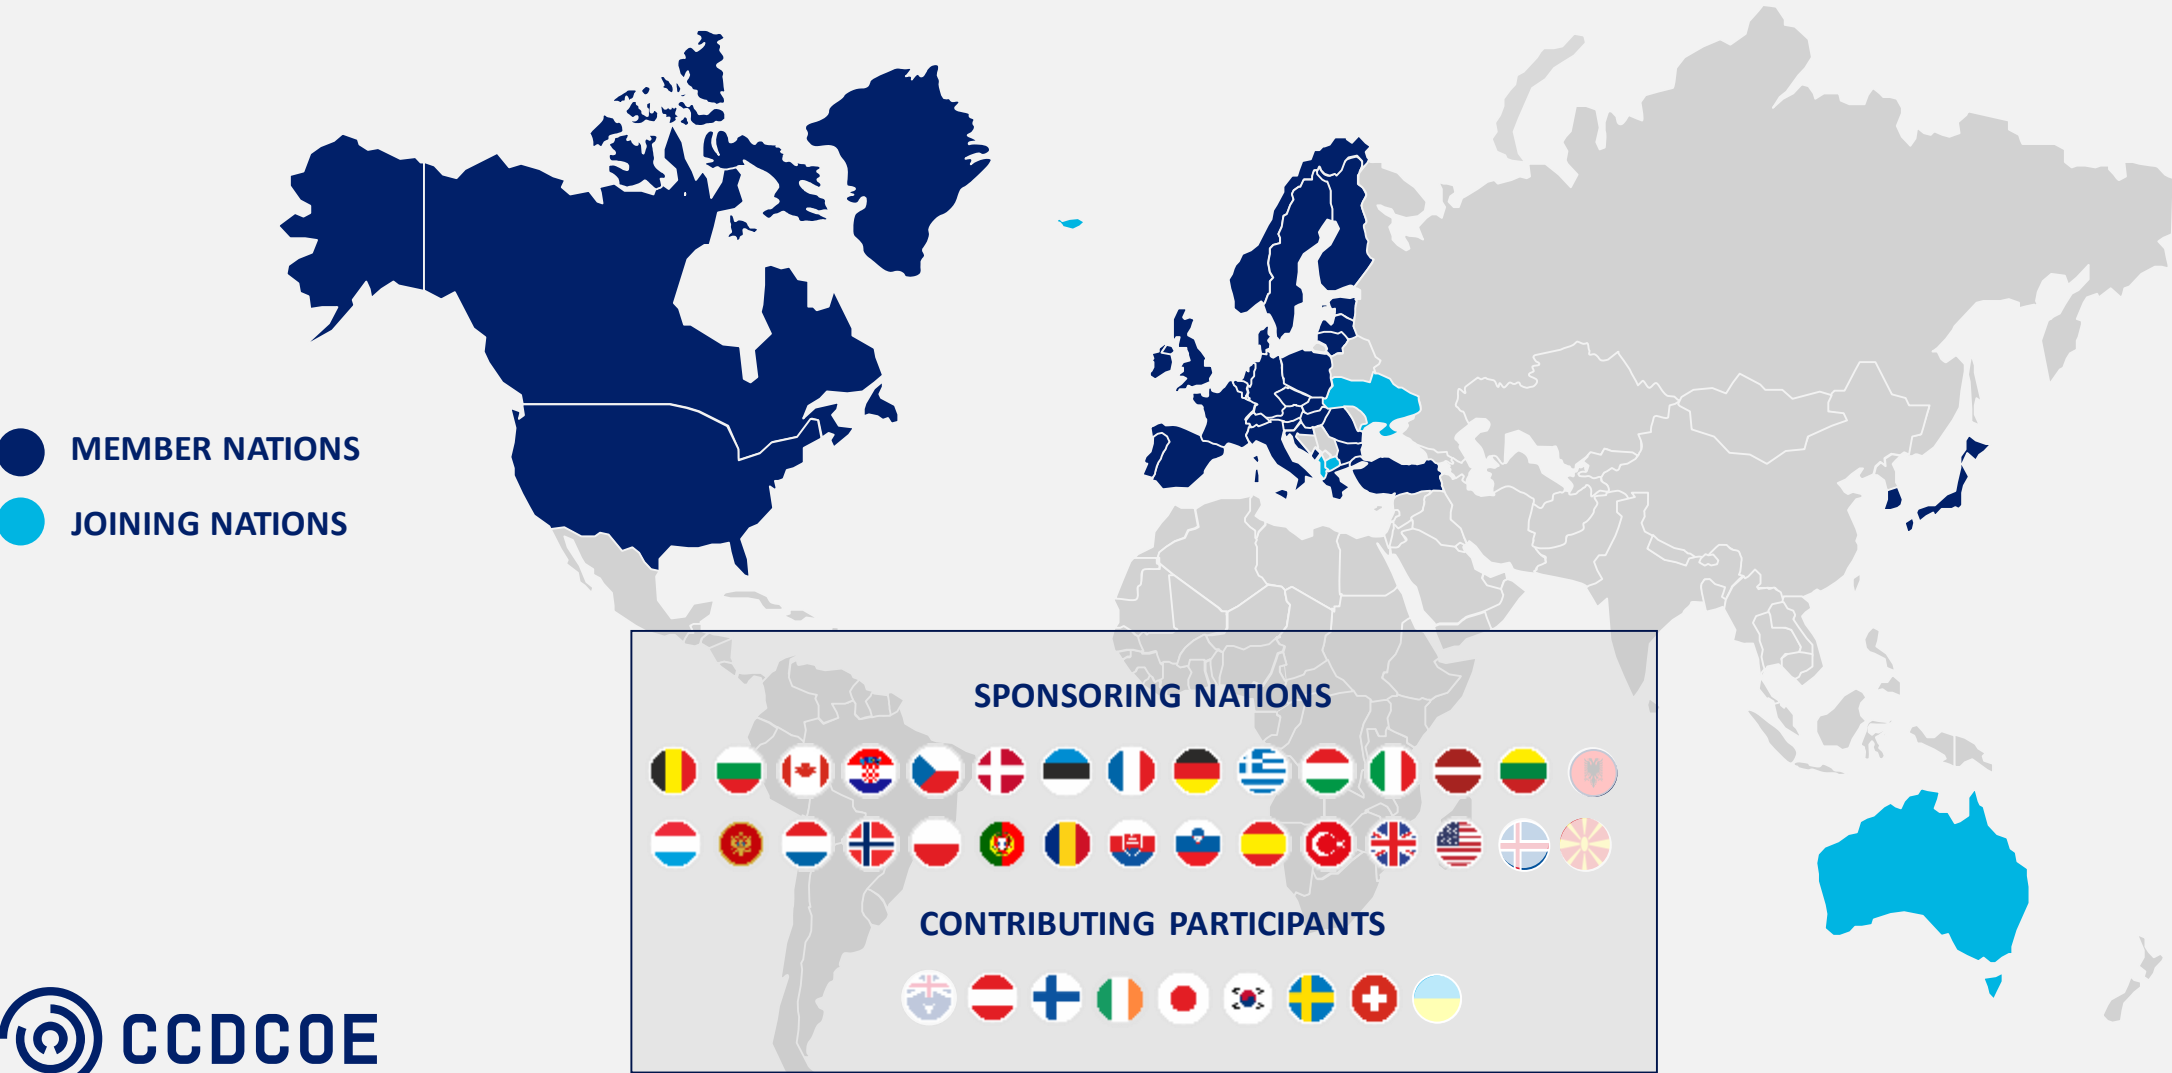 MEMBER NATIONS
JOINING NATIONS
SPONSORING NATIONS
CONTRIBUTING PARTICIPANTS
CCDCOE